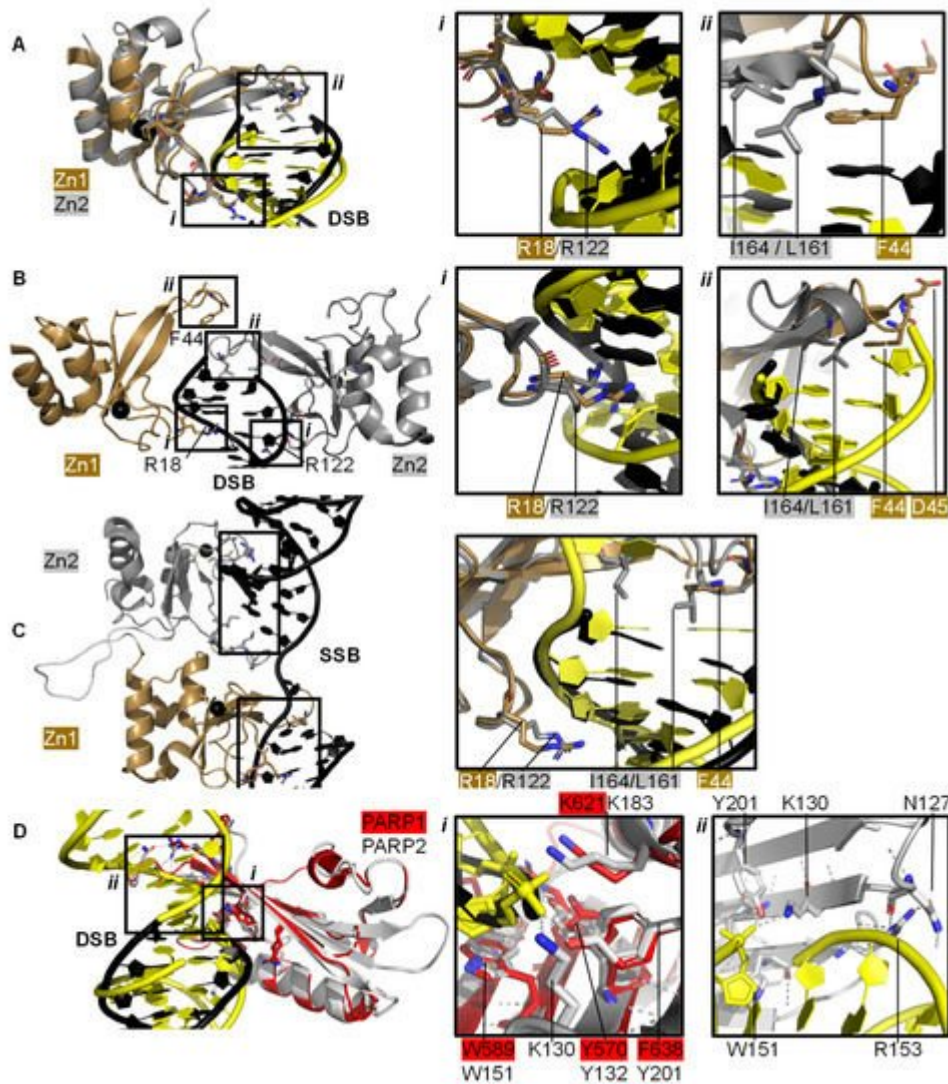 A
i
ii
ii
Zn1
Zn2
i
DSB
R18/R122
I164 / L161
F44
B
ii
F44
ii
i
i
R18
R122
Zn1
DSB
Zn2
i
ii
R18/R122
I164/L161
F44
D45
Zn2
C
SSB
Zn1
R18/R122
I164/L161
F44
D
PARP1
PARP2
ii
i
DSB
K621 K183
i
W589
K130
Y570
F638
W151
Y132
Y201
Y201
K130
N127
ii
W151
R153